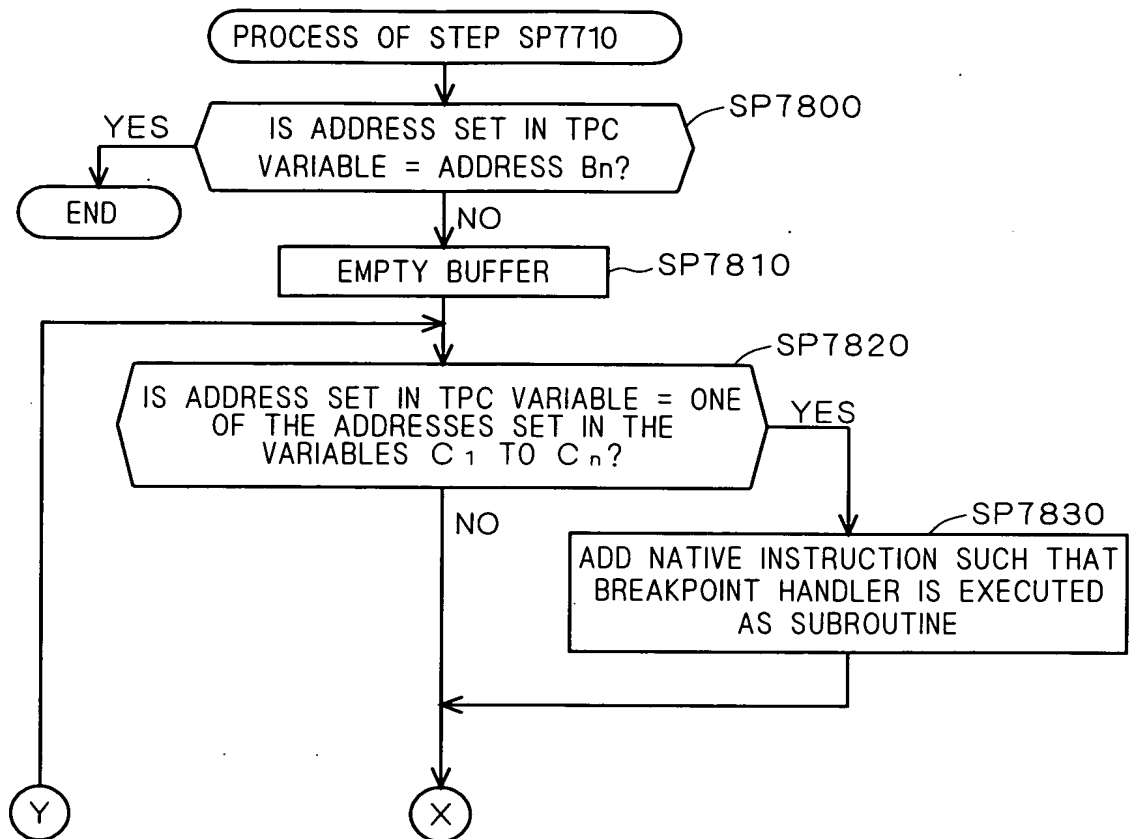 PROCESS OF STEP SP7710
SP7800
YES
IS ADDRESS SET IN TPC
VARIABLE = ADDRESS Bn?
END
NO
EMPTY BUFFER
SP7810
SP7820
IS ADDRESS SET IN TPC VARIABLE = ONE
OF THE ADDRESSES SET IN THE
VARIABLES C1 TO Cn?
YES
NO
SP7830
ADD NATIVE INSTRUCTION SUCH THAT
BREAKPOINT HANDLER IS EXECUTED
AS SUBROUTINE
Y
X